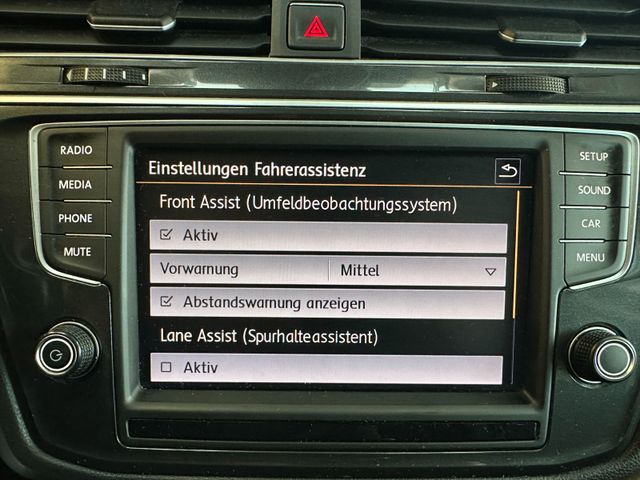 RADIO
MEDIA
PHONE
MUTE
Einstellungen Fahrerassistenz
Front Assist (Umfeldbeobachtungssystem)
Aktiv
Vorwarnung Mittel
Abstandswarnung anzeigen
Lane Assist (Spurhalteassistent)
Aktiv
SETUP
SOUND
CAR
MENU